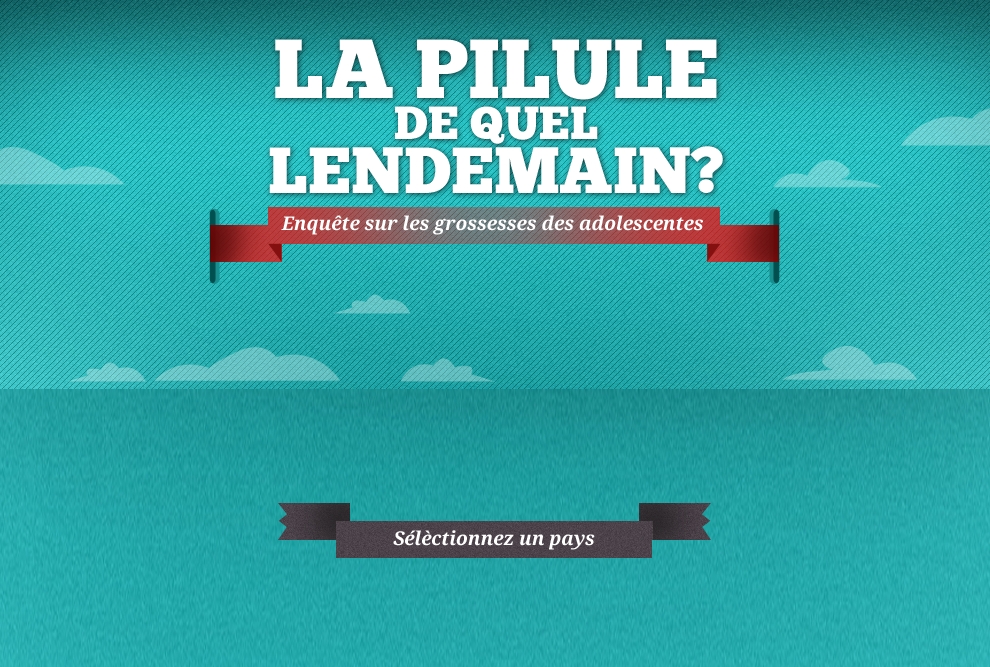 LA PILULE
DE QUEL
LENDEMAIN?
Enquête sur les grossesses des adolescentes
Sélèctionnez un pays